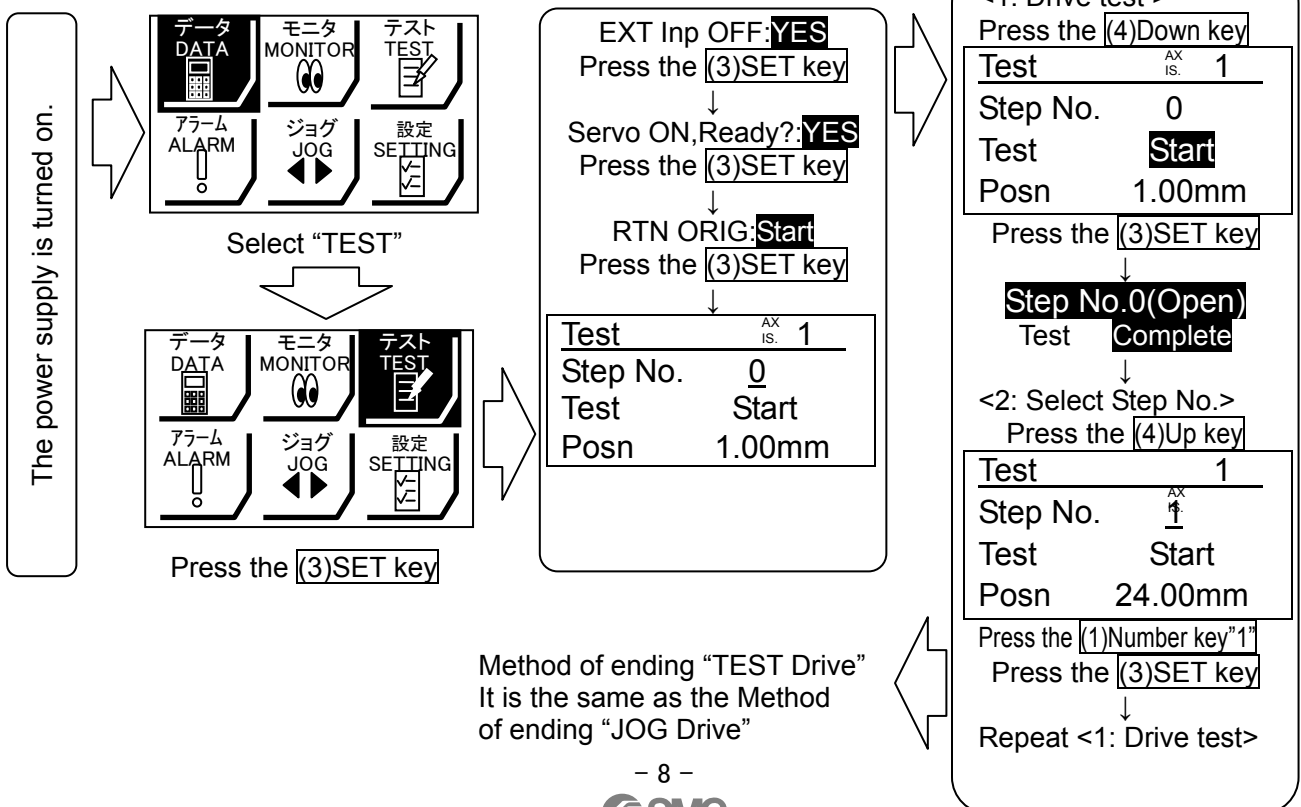 The power supply is turned on.
データ モニタ テスト
DATA MONITOR TEST
アラーム ジョグ 設定
ALARM JOG SETTING
Select “TEST”
データ モニタ テスト
DATA MONITOR TEST
アラーム ジョグ 設定
ALARM JOG SETTING
Press the (3)SET key
EXT Inp OFF:YES
Press the (3)SET key
↓
Servo ON,Ready?:YES
Press the (3)SET key
↓
RTN ORIG:Start
Press the (3)SET key
↓
Test AX IS. 1
Step No. 0
Test Start
Posn 1.00mm
<1: Drive test >
Press the (4)Down key
Test AX IS. 1
Step No. 0
Test Start
Posn 1.00mm
Press the (3)SET key
↓
Step No.0(Open)
Test Complete
↓
<2: Select Step No.>
Press the (4)Up key
Test 1
AX
Step No. 1
Test Start
Posn 24.00mm
Press the (1)Number key”1”
Press the (3)SET key
↓
Repeat <1: Drive test>
Method of ending “TEST Drive”
It is the same as the Method
of ending “JOG Drive”
－ 8 －